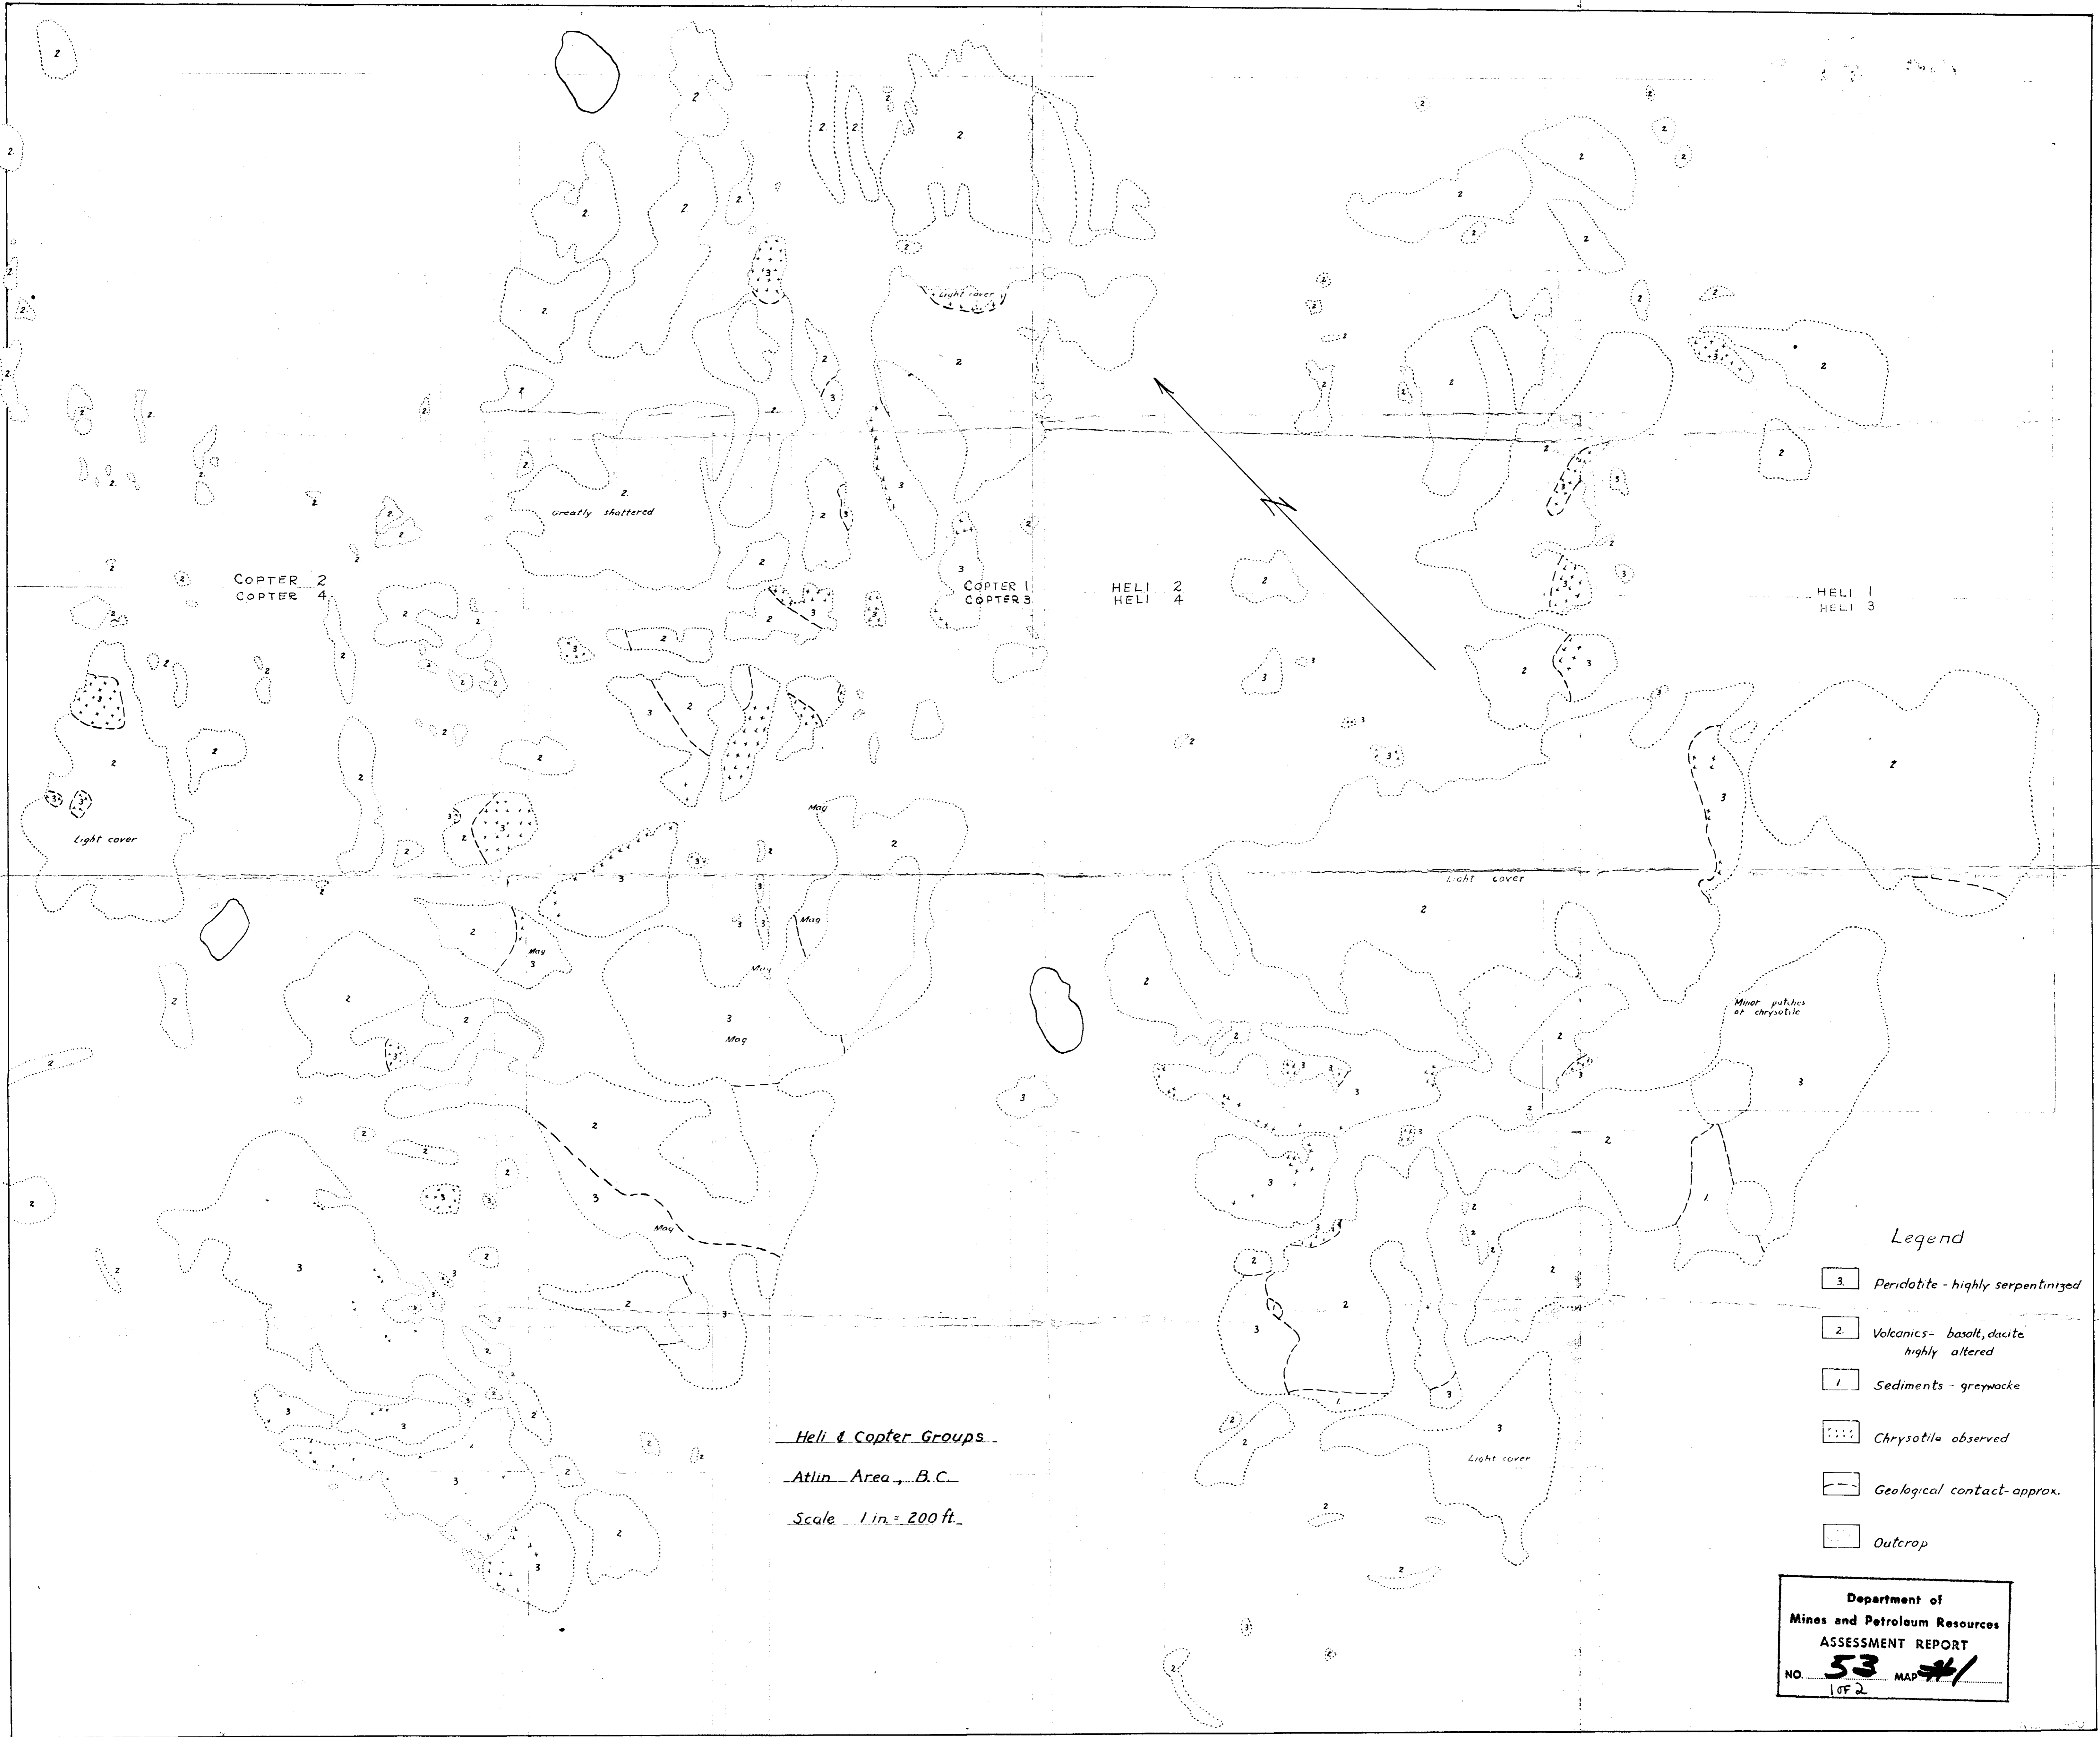 Light cover
Greatly shattered
COPTER 2
COPTER 4
COPTER 1
COPTER 3
HELI 2
HELI 4
HELI 1
HELI 3
N
Light cover
Mag
Mag
Mag
Mag
Mag
Mag
Light cover
Minor patches
of chrysotile
Light cover
Heli & Copter Groups
Atlin Area, B.C.
Scale 1 in. = 200 ft.
Legend
3. Peridotite - highly serpentinized
2. Volcanics - basalt, dacite
highly altered
1 Sediments - greywacke
Chrysotile observed
Geological contact - approx.
Outcrop
Department of
Mines and Petroleum Resources
ASSESSMENT REPORT
NO. 53 MAP #1
1 OF 2